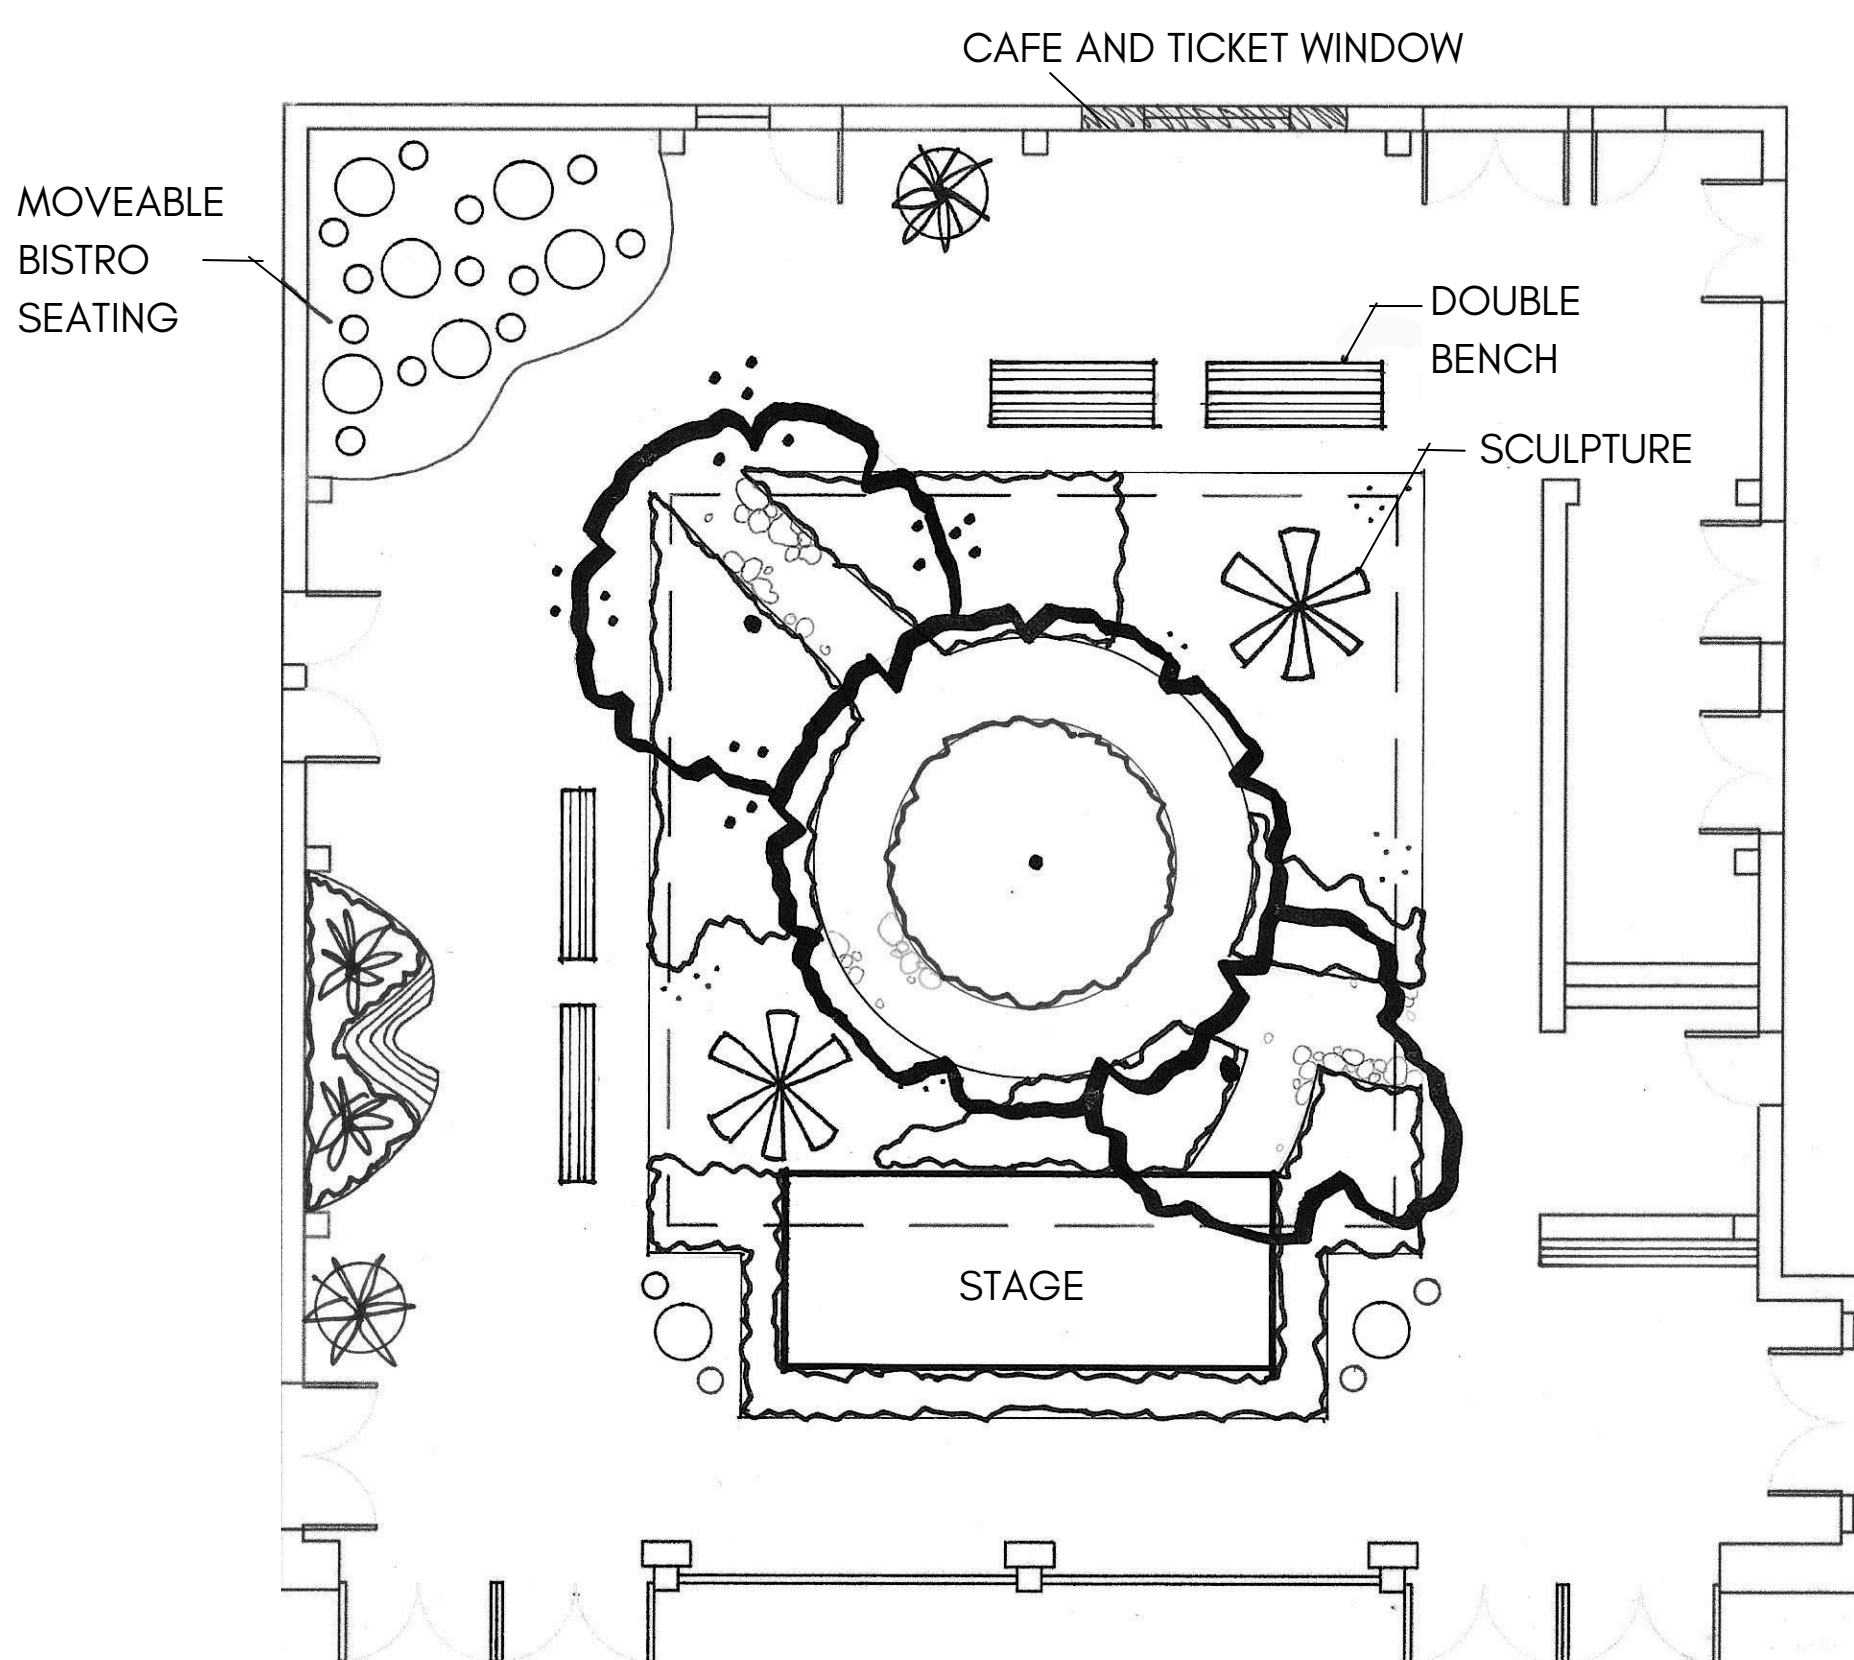 CAFE AND TICKET WINDOW
MOVEABLE
BISTRO
SEATING
DOUBLE
BENCH
SCULPTURE
STAGE